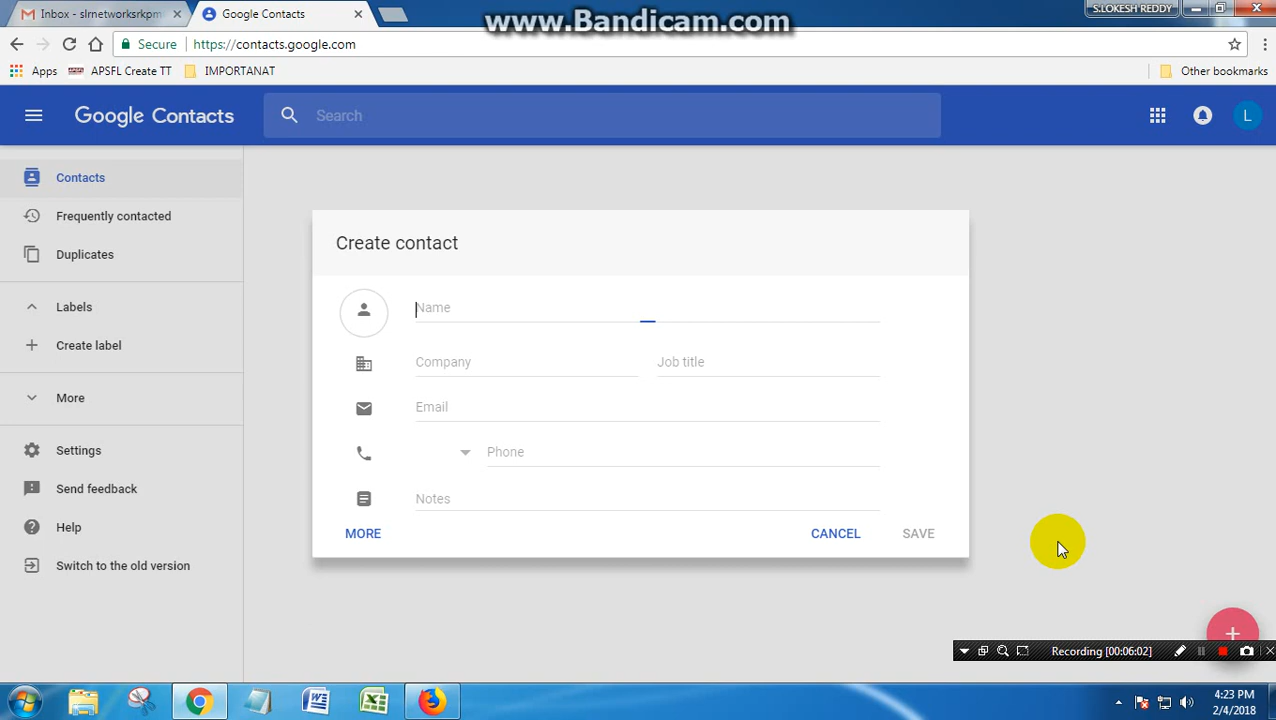 Inbox - slrnetworksrkpm
Google Contacts
www.Bandicam.com
S.LOKESH REDDY
Secure
https://contacts.google.com
Apps
APSFL Create TT
IMPORTANAT
Other bookmarks
Google Contacts
Search
L
Contacts
Frequently contacted
Duplicates
Labels
Create label
More
Settings
Send feedback
Help
Switch to the old version
Create contact
Name
Company
Job title
Email
Phone
Notes
MORE
CANCEL
SAVE
Recording [00:06:02]
4:23 PM
2/4/2018